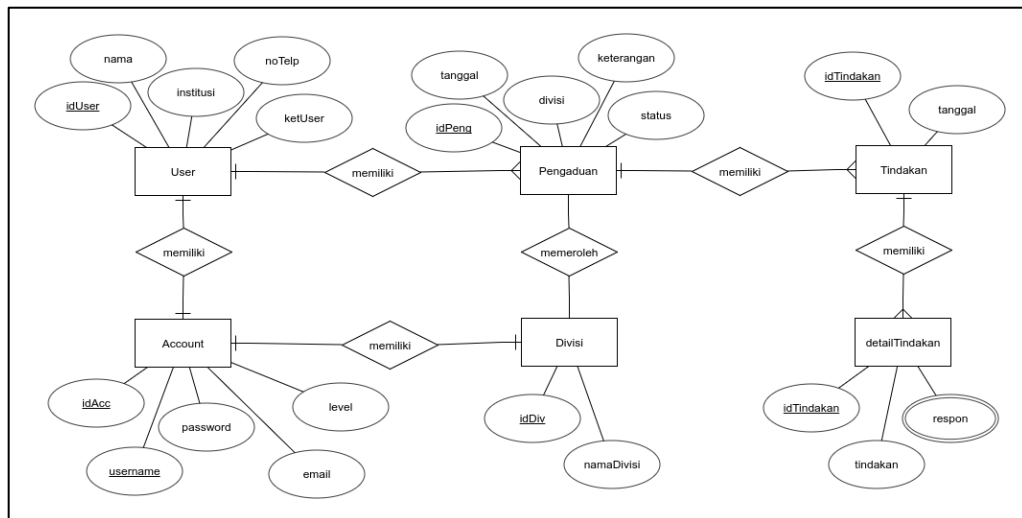 nama
noTelp
idUser
institusi
ketUser
User
memiliki
tanggal
keterangan
divisi
idPeng
status
Pengaduan
memiliki
idTindakan
tanggal
Tindakan
memiliki
memeroleh
memiliki
Account
memiliki
Divisi
detailTindakan
idAcc
password
level
username
email
idDiv
namaDivisi
idTindakan
respon
tindakan